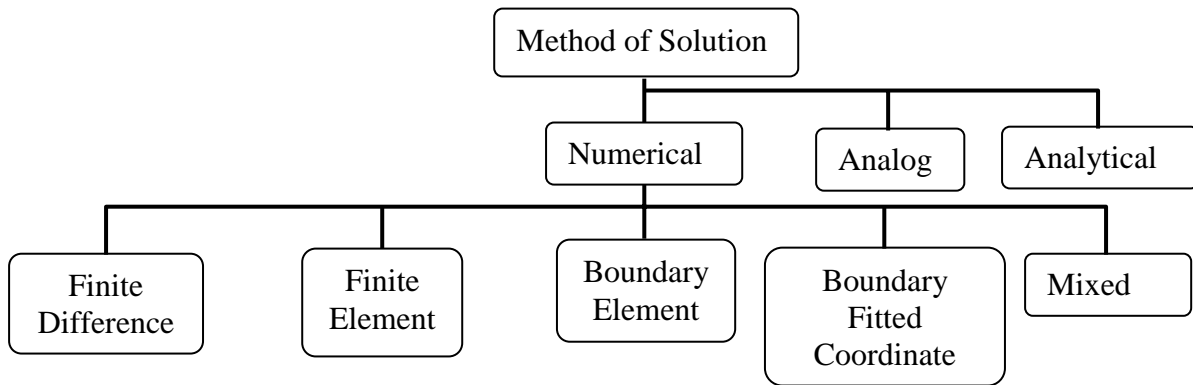 Method of Solution
Numerical
Analog
Analytical
Finite
Difference
Finite
Element
Boundary
Element
Boundary
Fitted
Coordinate
Mixed